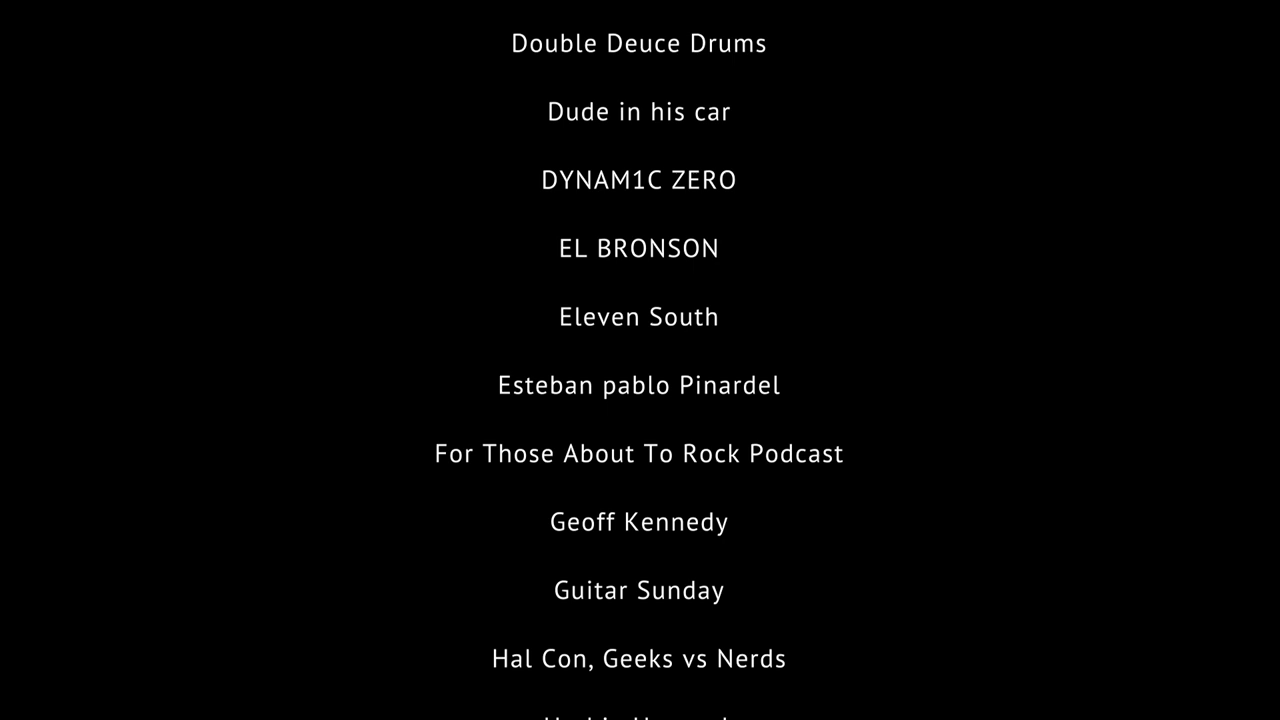 Double Deuce Drums
Dude in his car
DYNAM1C ZERO
EL BRONSON
Eleven South
Esteban pablo Pinardel
For Those About To Rock Podcast
Geoff Kennedy
Guitar Sunday
Hal Con, Geeks vs Nerds